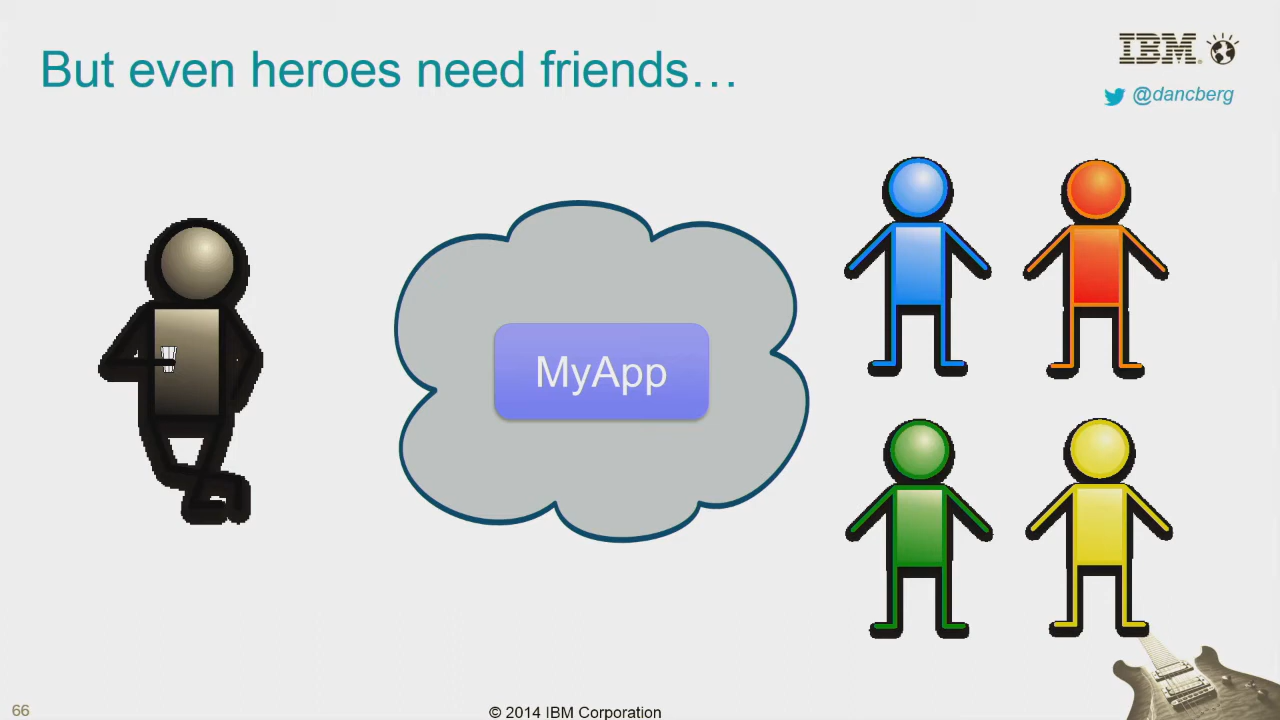 But even heroes need friends…
IBM
@dancberg
MyApp
66
© 2014 IBM Corporation